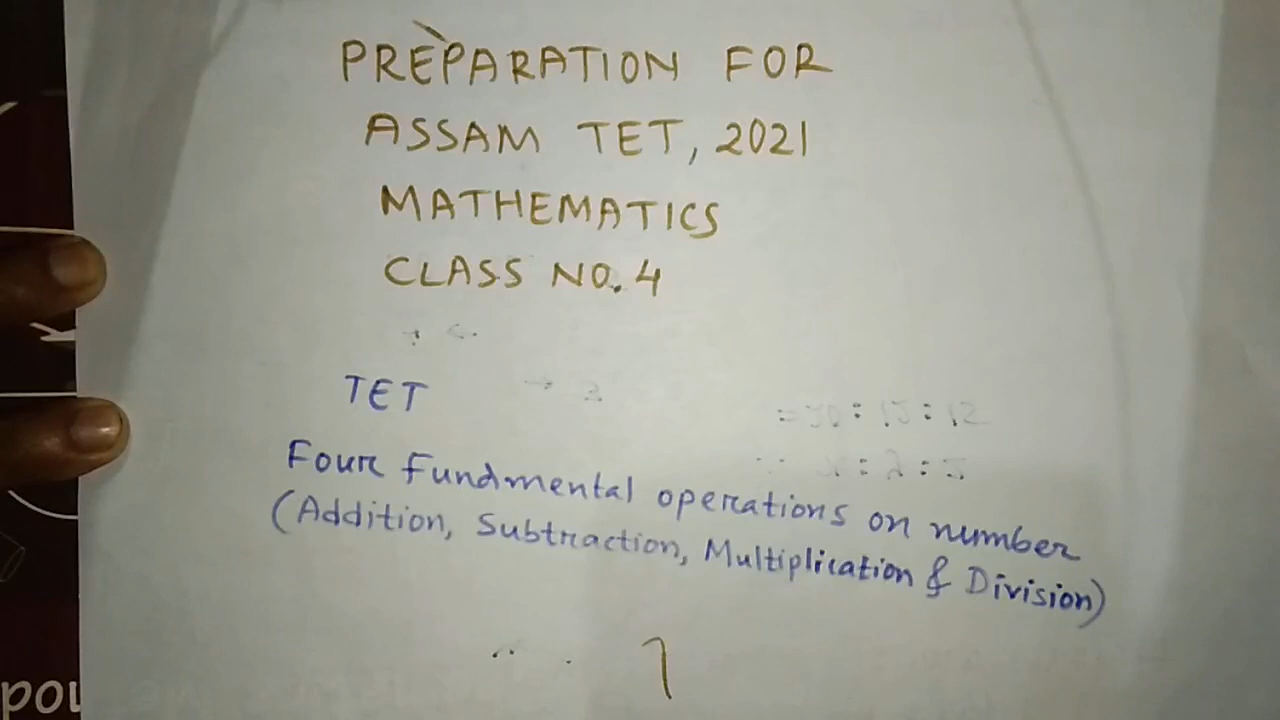 PREPARATION FOR
ASSAM TET, 2021
MATHEMATICS
CLASS NO. 4
TET
Four Fundmental operations on number
(Addition, Subtraction, Multiplication & Division)